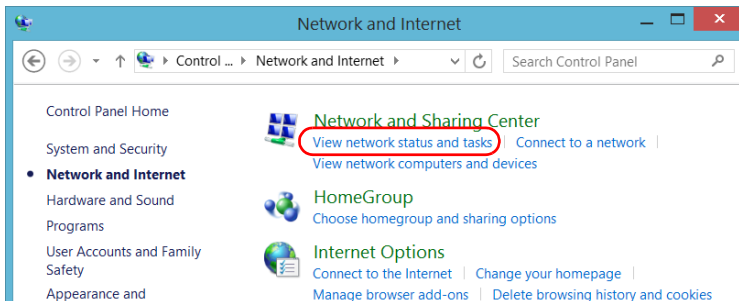 Network and Internet
Control ... Network and Internet
Search Control Panel
Control Panel Home
System and Security
Network and Internet
Hardware and Sound
Programs
User Accounts and Family
Safety
Appearance and
Network and Sharing Center
View network status and tasks Connect to a network
View network computers and devices
HomeGroup
Choose homegroup and sharing options
Internet Options
Connect to the Internet Change your homepage
Manage browser add-ons Delete browsing history and cookies